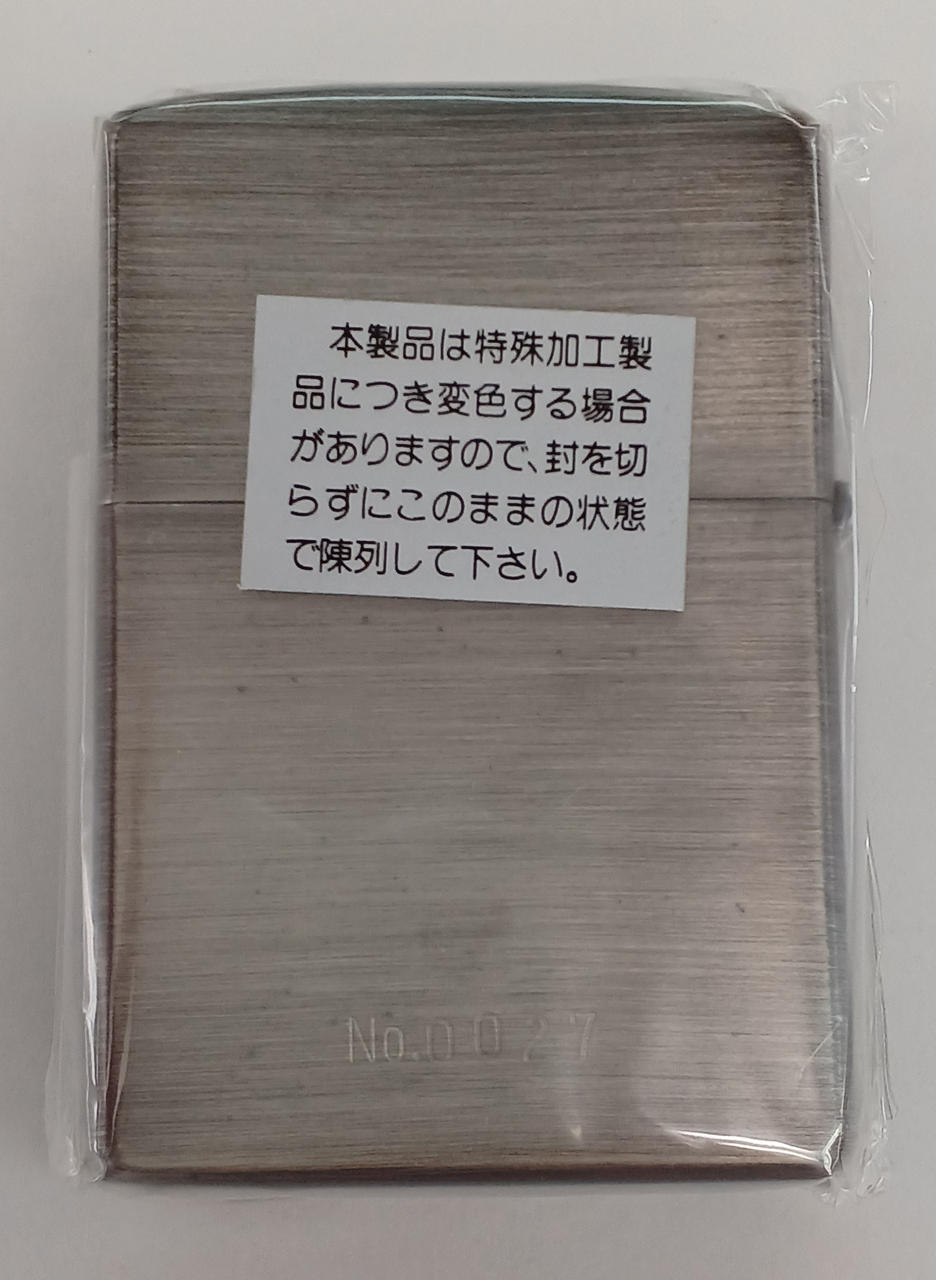 本製品は特殊加工製
品につき変色する場合
がありますので、封を切
らずにこのままの状態
で陳列して下さい。
No.0027